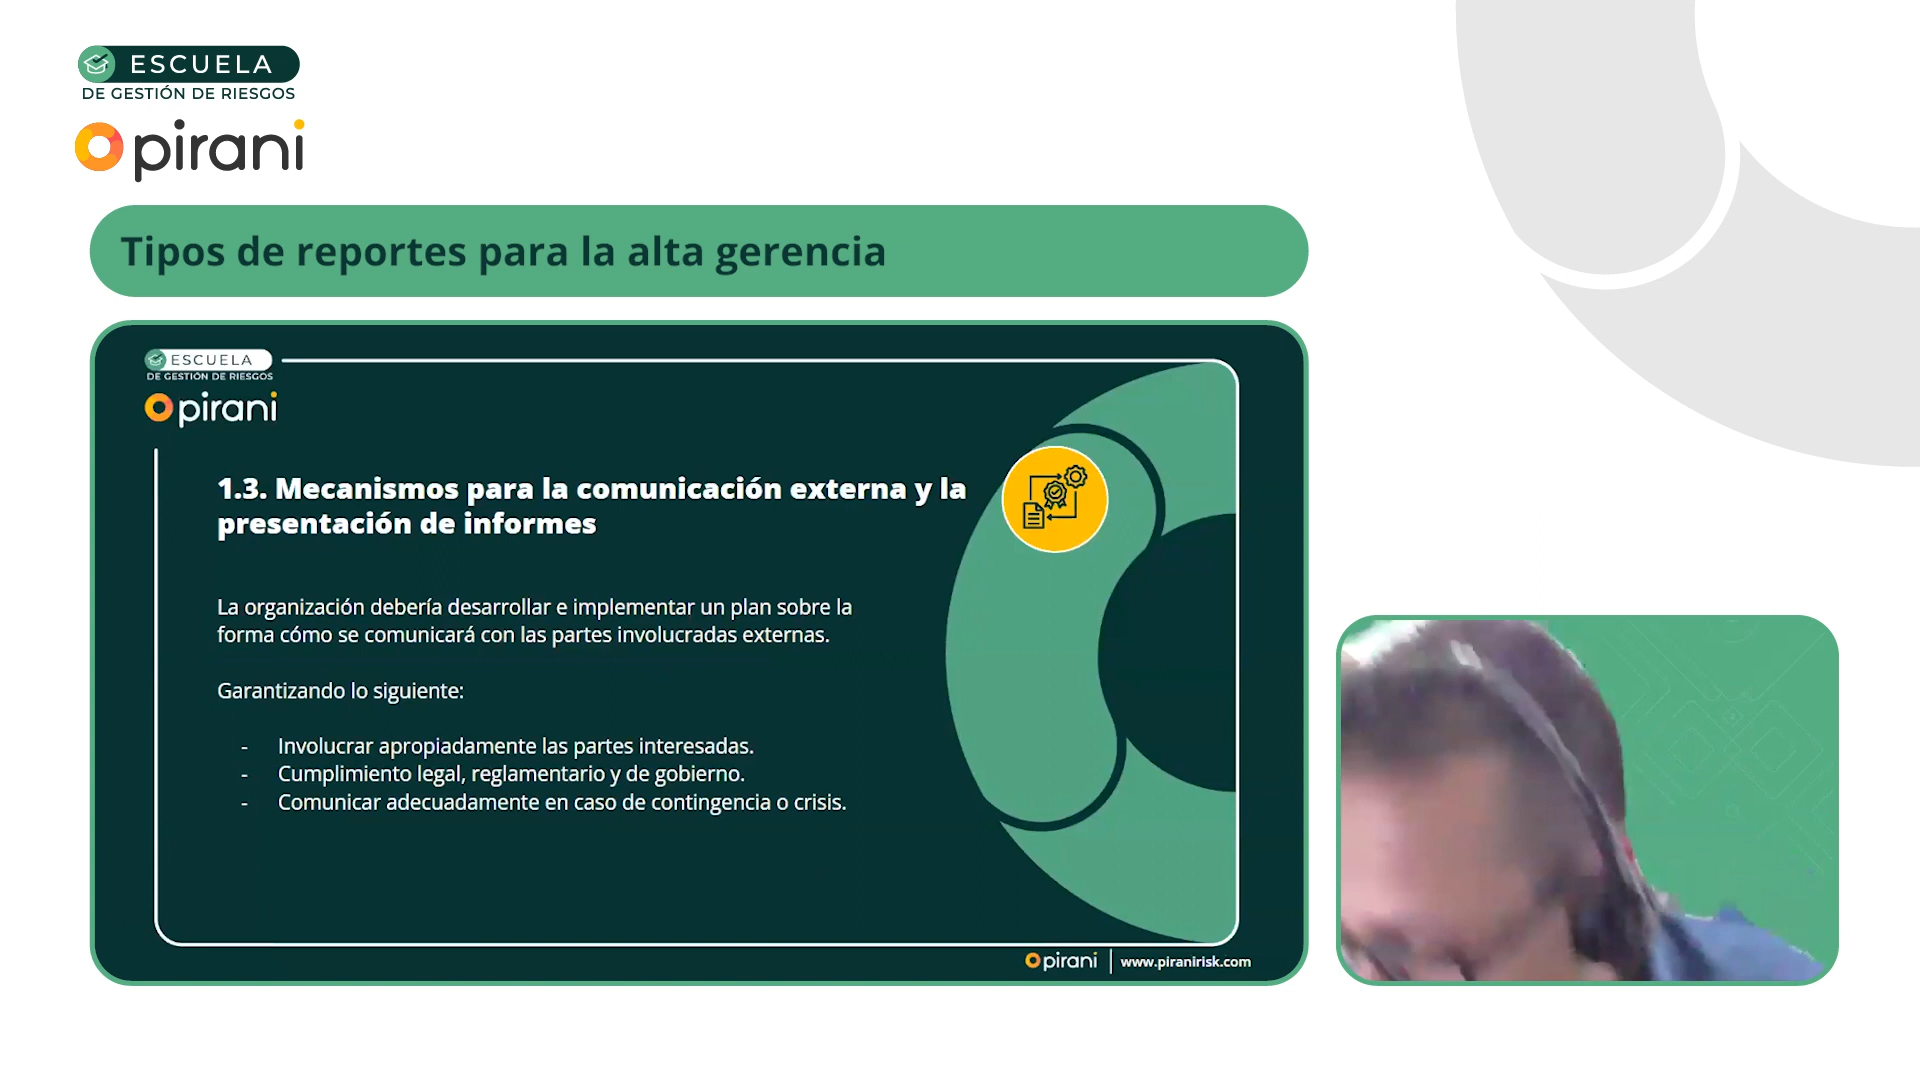 ESCUELA
DE GESTIÓN DE RIESGOS
pirani
Tipos de reportes para la alta gerencia
ESCUELA
DE GESTIÓN DE RIESGOS
pirani
1.3. Mecanismos para la comunicación externa y la
presentación de informes
La organización debería desarrollar e implementar un plan sobre la
forma cómo se comunicará con las partes involucradas externas.
Garantizando lo siguiente:
- Involucrar apropiadamente las partes interesadas.
- Cumplimiento legal, reglamentario y de gobierno.
- Comunicar adecuadamente en caso de contingencia o crisis.
pirani | www.piranirisk.com